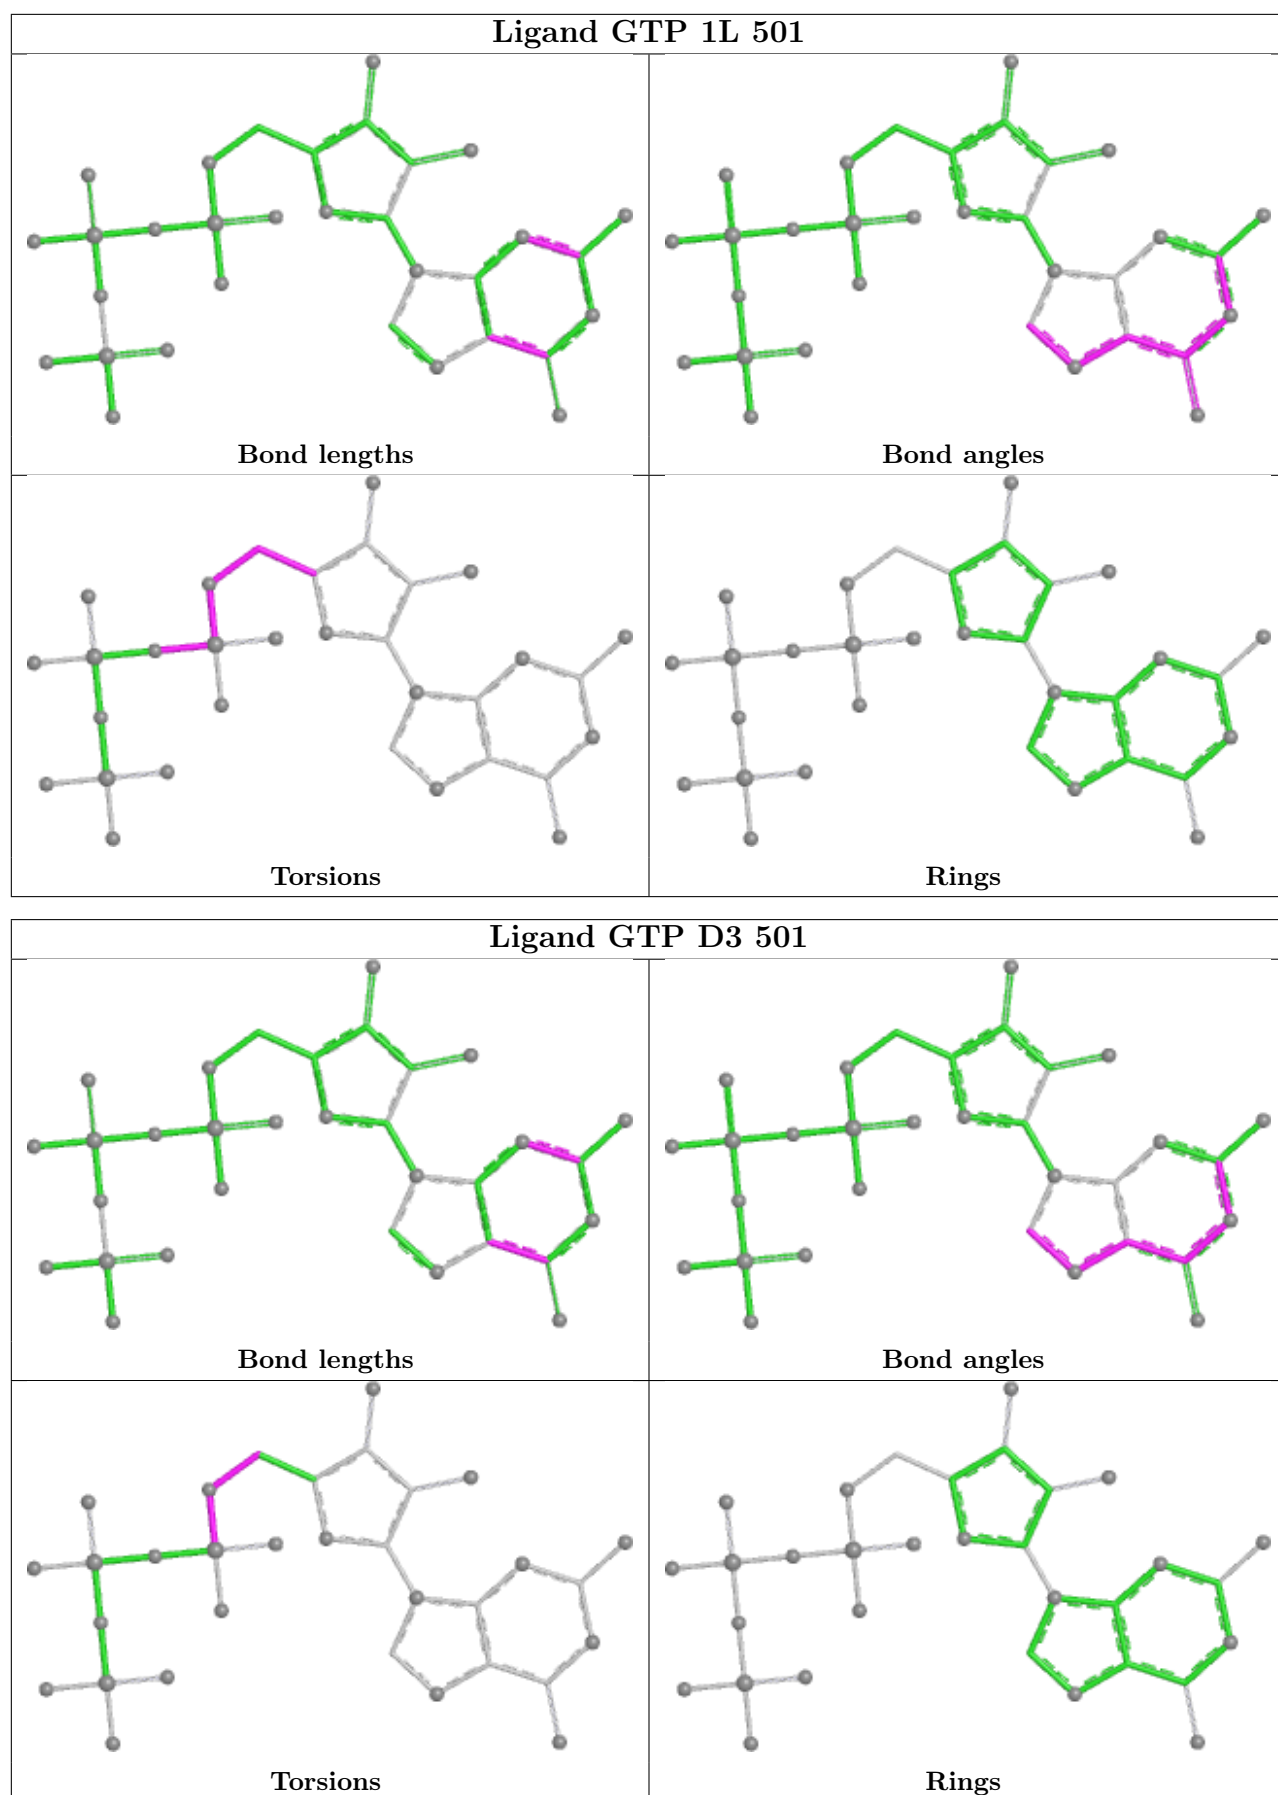 Ligand GTP 1L 501
Bond lengths
Bond angles
Torsions
Rings
Ligand GTP D3 501
Bond lengths
Bond angles
Torsions
Rings